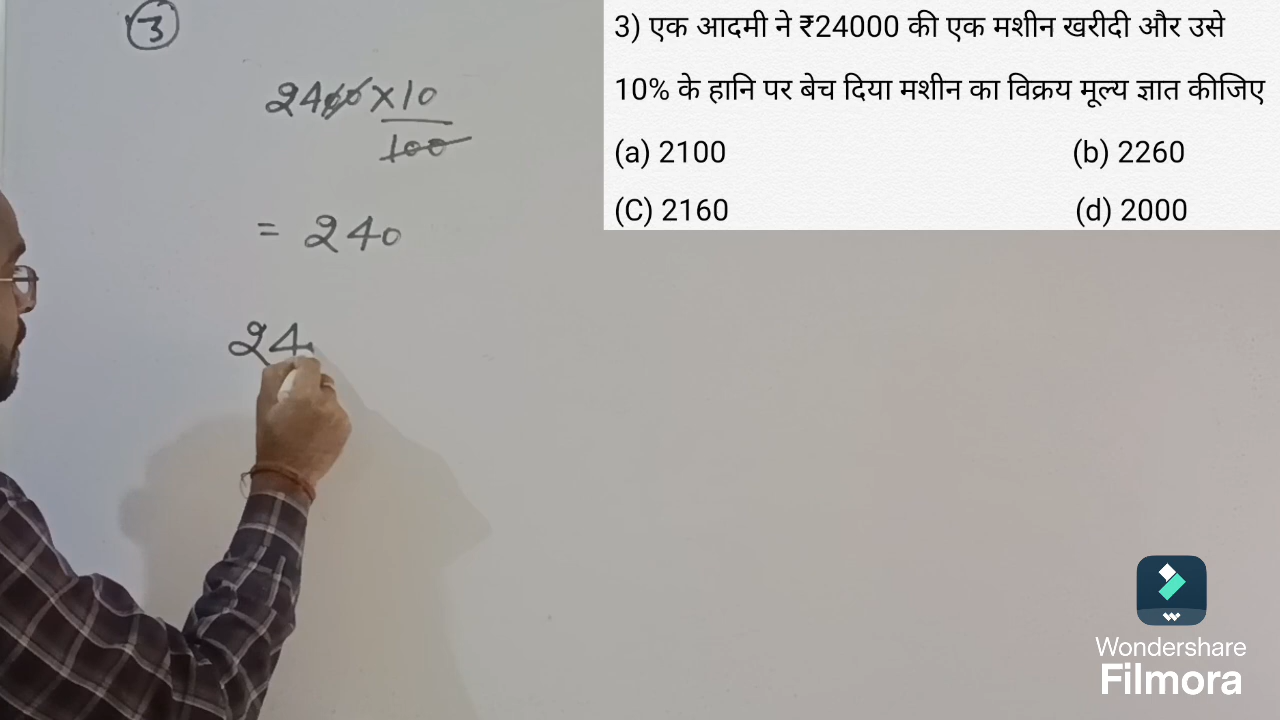 3
2400 × 10
100
= 240
24
3) एक आदमी ने ₹24000 की एक मशीन खरीदी और उसे
10% के हानि पर बेच दिया मशीन का विक्रय मूल्य ज्ञात कीजिए
(a) 2100 (b) 2260
(C) 2160 (d) 2000
Wondershare
Filmora